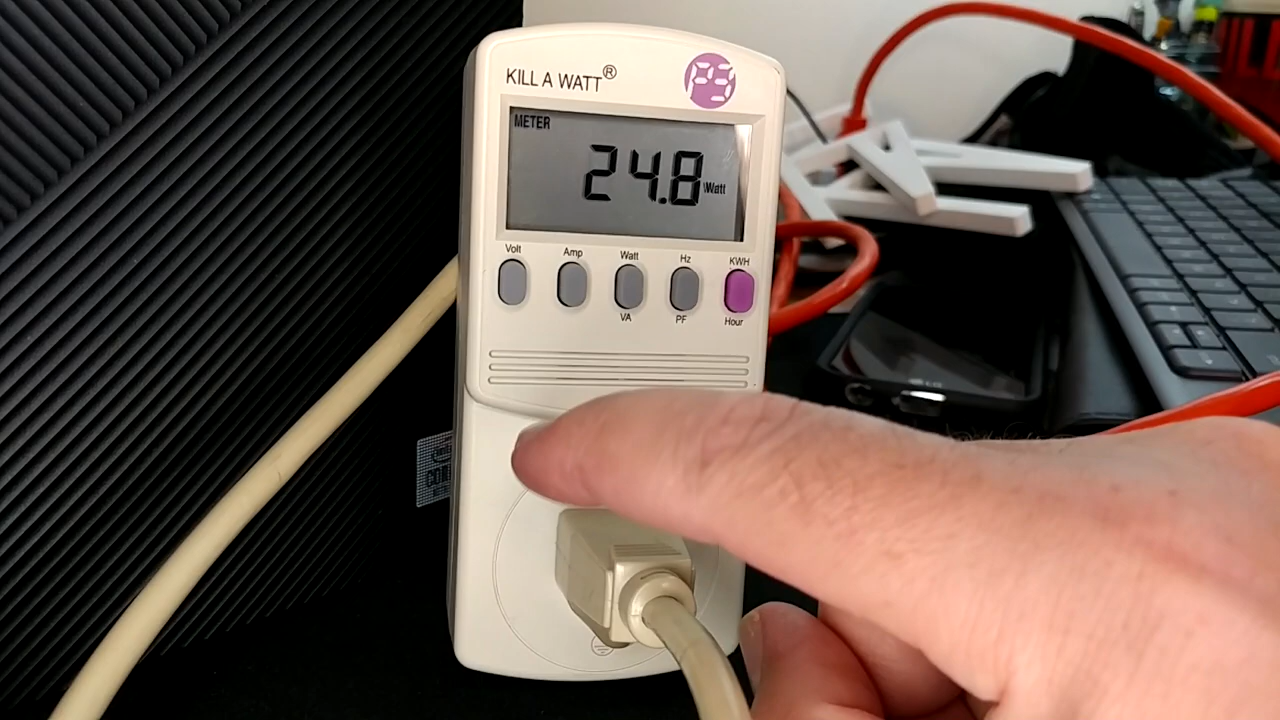 KILL A WATT®
P3
METER
24.8 Watt
Volt Amp Watt Hz KWH
VA PF Hour